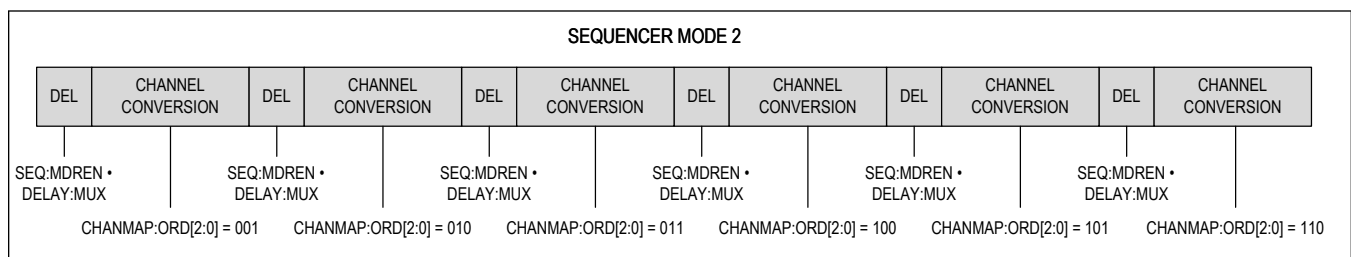 SEQUENCER MODE 2
DEL
CHANNEL
CONVERSION
DEL
CHANNEL
CONVERSION
DEL
CHANNEL
CONVERSION
DEL
CHANNEL
CONVERSION
DEL
CHANNEL
CONVERSION
DEL
CHANNEL
CONVERSION
SEQ:MDREN •
DELAY:MUX
SEQ:MDREN •
DELAY:MUX
SEQ:MDREN •
DELAY:MUX
SEQ:MDREN •
DELAY:MUX
SEQ:MDREN •
DELAY:MUX
SEQ:MDREN •
DELAY:MUX
CHANMAP:ORD[2:0] = 001
CHANMAP:ORD[2:0] = 010
CHANMAP:ORD[2:0] = 011
CHANMAP:ORD[2:0] = 100
CHANMAP:ORD[2:0] = 101
CHANMAP:ORD[2:0] = 110